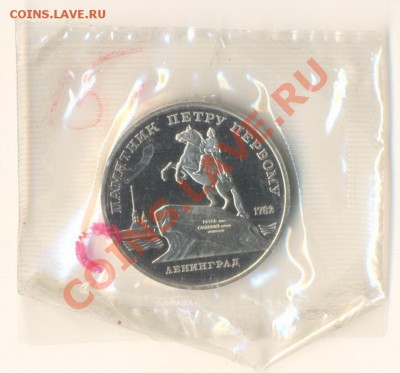 COINS.LAVE.RU
COINS.LAVE.RU
ПАМЯТНИК ПЕТРУ ПЕРВОМУ
1782
ЛЕНИНГРАД